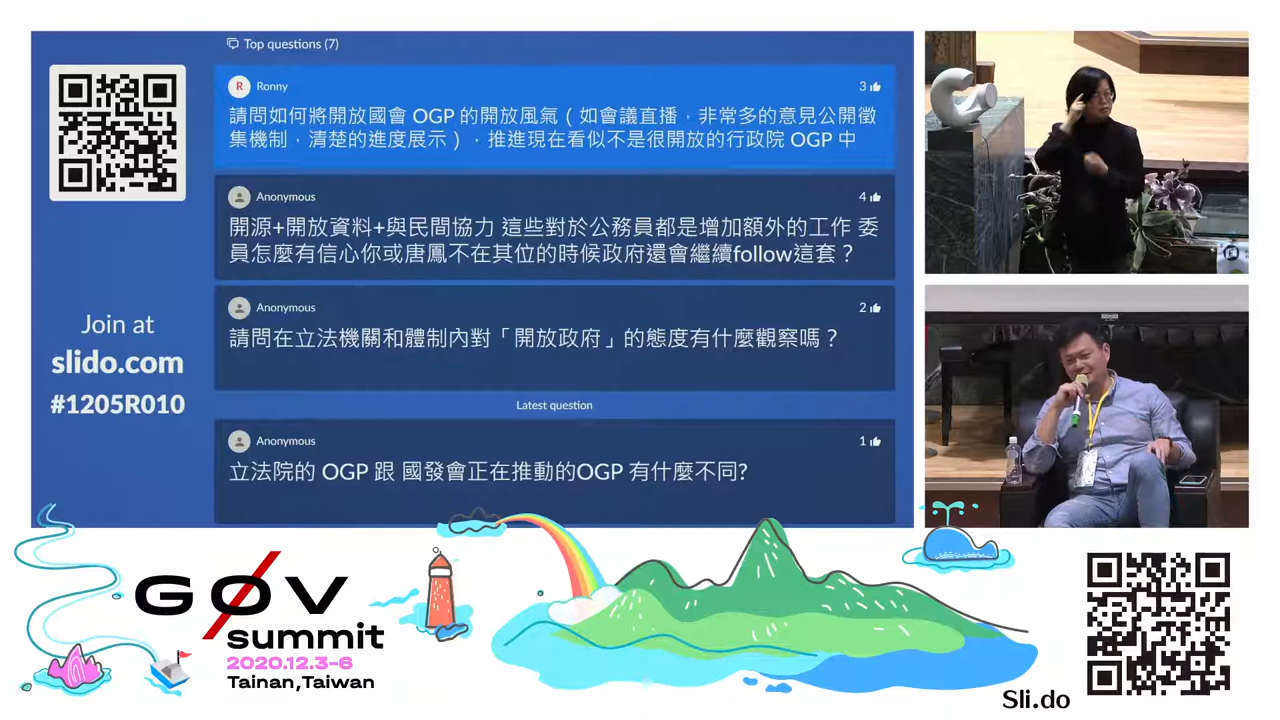 Top questions (7)
R
Ronny
3
請問如何將開放國會 OGP 的開放風氣（如會議直播，非常多的意見公開徵
集機制，清楚的進度展示），推進現在看似不是很開放的行政院 OGP 中
Anonymous
4
開源+開放資料+與民間協力 這些對於公務員都是增加額外的工作 委
員怎麼有信心你或唐鳳不在其位的時候政府還會繼續follow這套？
Join at
slido.com
#1205R010
Anonymous
2
請問在立法機關和體制內對「開放政府」的態度有什麼觀察嗎？
Latest question
Anonymous
1
立法院的 OGP 跟 國發會正在推動的OGP 有什麼不同?
GØV
summit
2020.12.3-6
Tainan,Taiwan
Sli.do